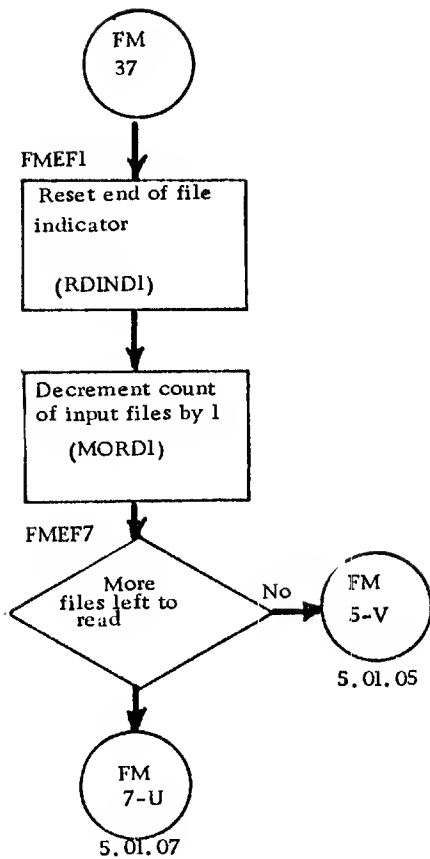 FM
37
FMEF1
Reset end of file
indicator
(RDIND1)
Decrement count
of input files by 1
(MORD1)
FMEF7
More
files left to
read
No
FM
5-V
5.01.05
FM
7-U
5.01.07